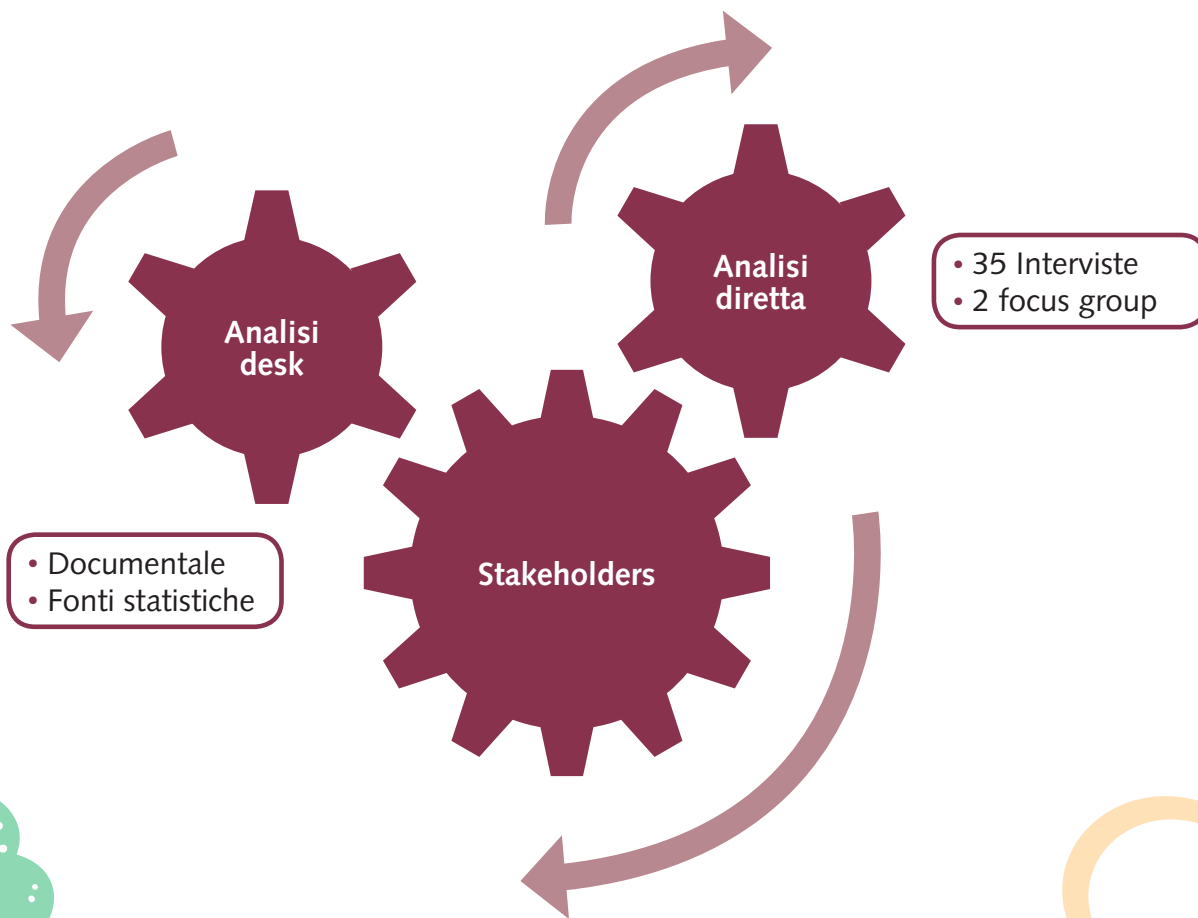 Analisi
desk
• Documentale
• Fonti statistiche
Analisi
diretta
• 35 Interviste
• 2 focus group
Stakeholders